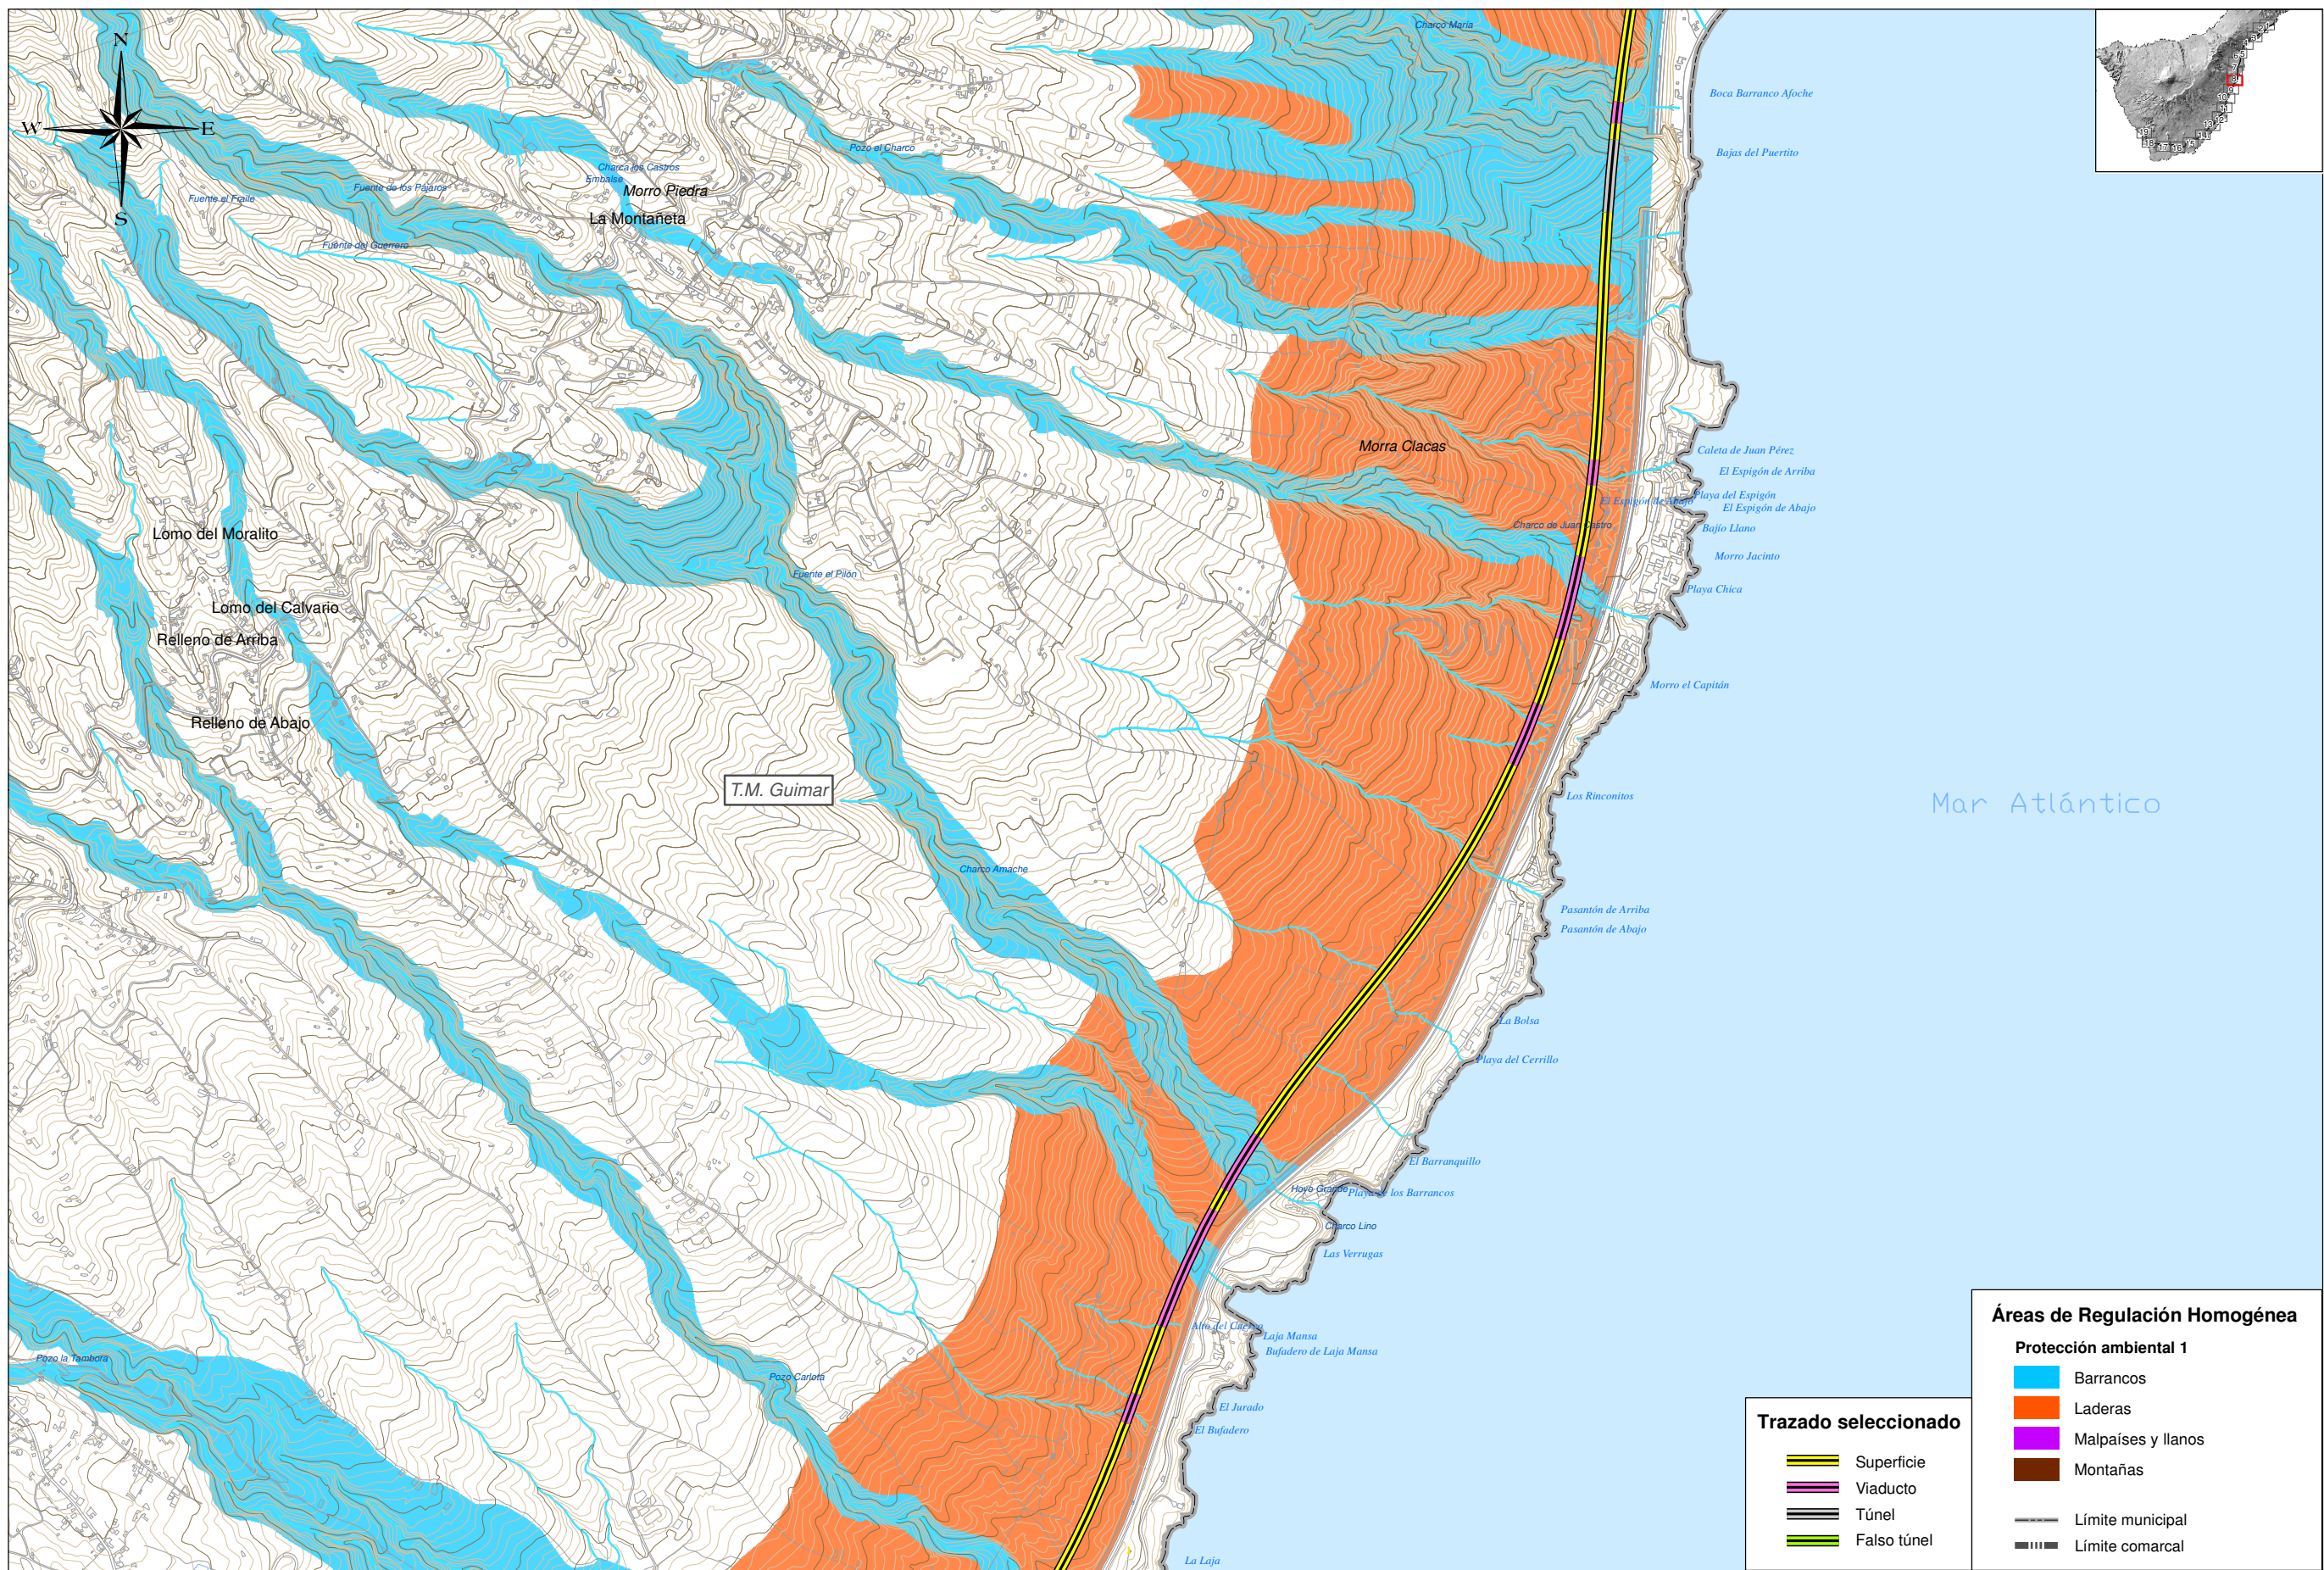 N
W
E
S
Charco María
Boca Barranco Afoche
Bajas del Puertito
Pozo el Charco
Charca los Castros
Embalse
Morro Piedra
La Montañeta
Fuente de los Pájaros
Fuente el Fraile
Fuente del Guerrero
Morra Clacas
Caleta de Juan Pérez
El Espigón de Arriba
Playa del Espigón
El Espigón de Abajo
El Espigón de Abajo
Charco de Juan Castro
Bajío Llano
Morro Jacinto
Playa Chica
Lomo del Moralito
Fuente el Pilón
Lomo del Calvario
Relleno de Arriba
Relleno de Abajo
Morro el Capitán
T.M. Guimar
Los Rinconitos
Mar Atlántico
Charco Amache
Pasantón de Arriba
Pasantón de Abajo
La Bolsa
Playa del Cerrillo
El Barranquillo
Hoyo Grande
Playa de los Barrancos
Charco Lino
Las Verrugas
Alto del Cuervo
Laja Mansa
Bufadero de Laja Mansa
Pozo la Tambora
Pozo Carlota
El Jurado
El Bufadero
La Laja
Trazado seleccionado
Superficie
Viaducto
Túnel
Falso túnel
Áreas de Regulación Homogénea
Protección ambiental 1
Barrancos
Laderas
Malpaíses y llanos
Montañas
Límite municipal
Límite comarcal